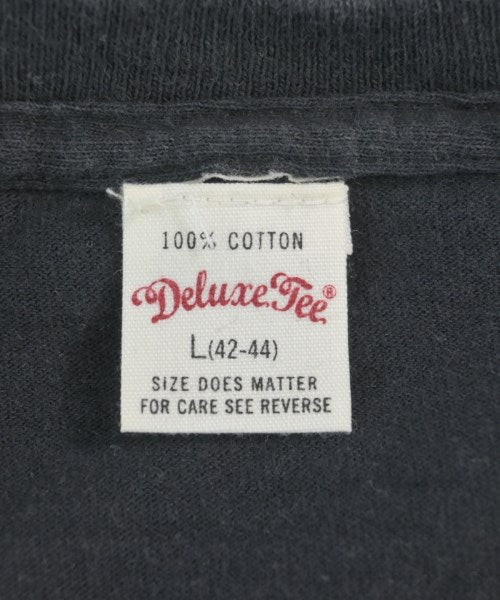 100% COTTON
Deluxe Tee®
L (42-44)
SIZE DOES MATTER
FOR CARE SEE REVERSE